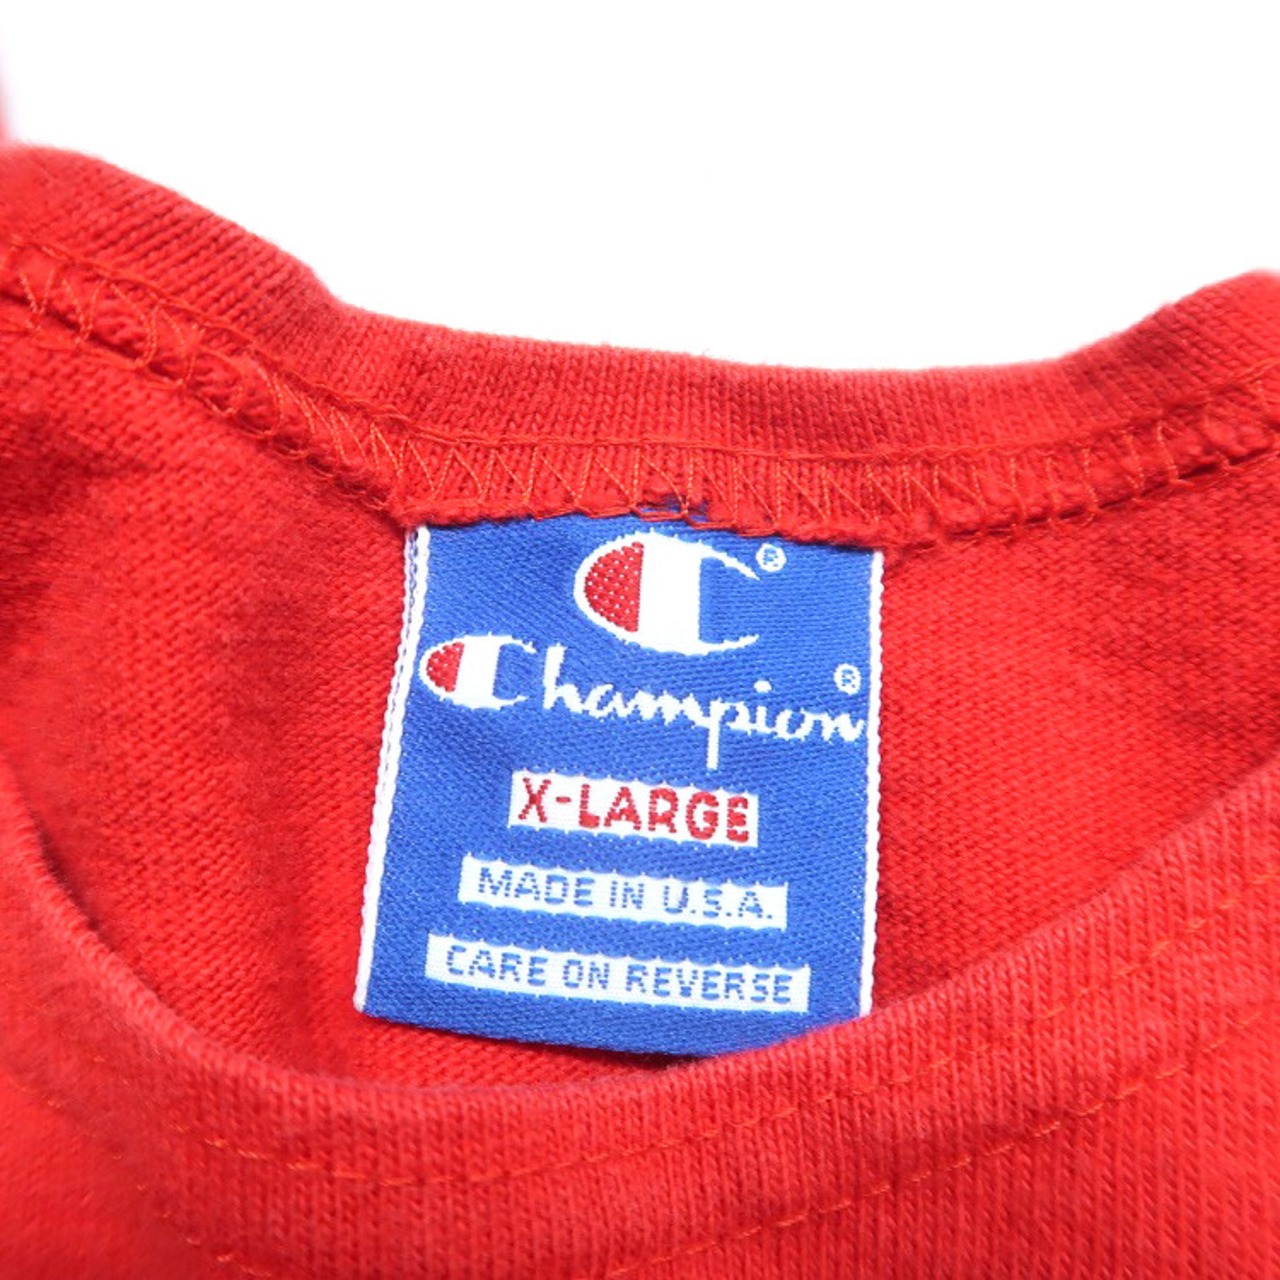 C®
Champion®
X-LARGE
MADE IN U.S.A.
CARE ON REVERSE